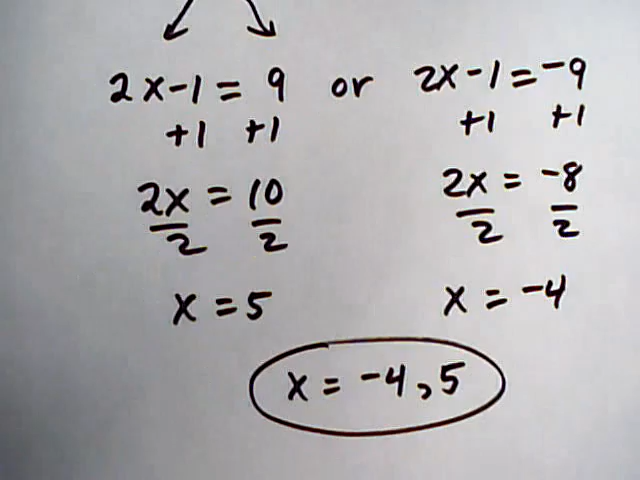 2x-1 = 9 or 2x-1 = -9
+1 +1 +1 +1
2x = 10 2x = -8
2 2 2 2
x = 5 x = -4
x = -4, 5